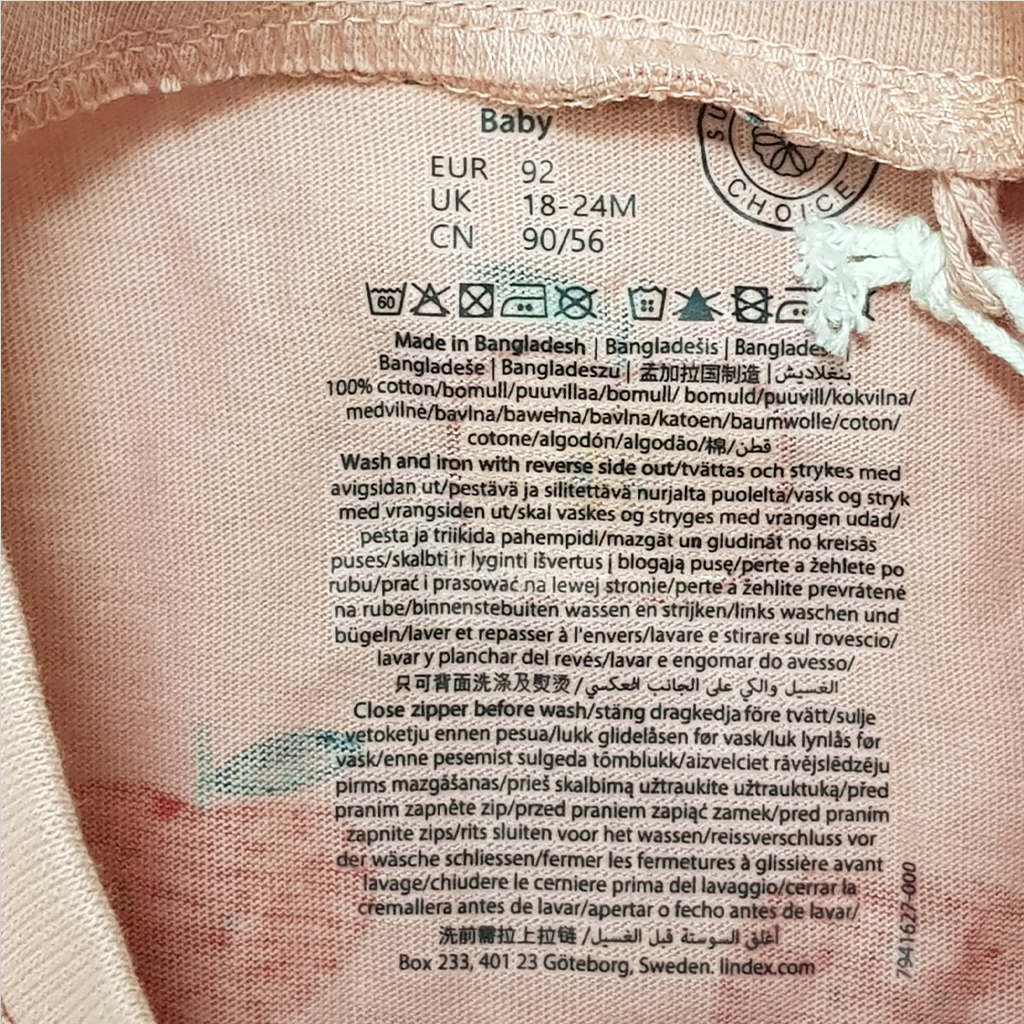 Baby
CHOICE
EUR 92
UK 18-24M
CN 90/56
60
Made in Bangladesh | Bangladešis |
Bangladeše | Bangladeszu | 孟加拉国制造 | بنغلاديش
100% cotton/bomull/puuvillaa/bomull/ bomuld/puuvill/kokvilna/
medvilnė/bavlna/bawełna/bavlna/katoen/baumwolle/coton/
cotone/algodón/algodão/棉/قطن
Wash and iron with reverse side out/tvättas och strykes med
avigsidan ut/pestävä ja silitettävä nurjalta puolelta/vask og stryk
med vrangsiden ut/skal vaskes og stryges med vrangen udad/
pesta ja triikida pahempidi/mazgāt un gludināt no kreisās
puses/skalbti ir lyginti išvertus į blogąją pusę/perte a žehlete po
rubu/prać i prasować na lewej stronie/perte a žehlite prevrátené
na rube/binnenstebuiten wassen en strijken/links waschen und
bügeln/laver et repasser à l'envers/lavare e stirare sul rovescio/
lavar y planchar del revés/lavar e engomar do avesso/
只可背面洗涤及熨烫/الغسيل والكي على الجانب العكسي
Close zipper before wash/stäng dragkedja före tvätt/sulje
vetoketju ennen pesua/lukk glidelåsen før vask/luk lynlås før
vask/enne pesemist sulgeda tõmblukk/aizvelciet rāvējslēdzēju
pirms mazgāšanas/prieš skalbimą užtraukite užtrauktuką/před
praním zapněte zip/przed praniem zapiąć zamek/pred praním
zapnite zips/rits sluiten voor het wassen/reissverschluss vor
der wäsche schliessen/fermer les fermetures à glissière avant
lavage/chiudere le cerniere prima del lavaggio/cerrar la
cremallera antes de lavar/apertar o fecho antes de lavar/
洗前需拉上拉链/أغلق السوستة قبل الغسيل
Box 233, 401 23 Göteborg, Sweden. lindex.com
7941627-000